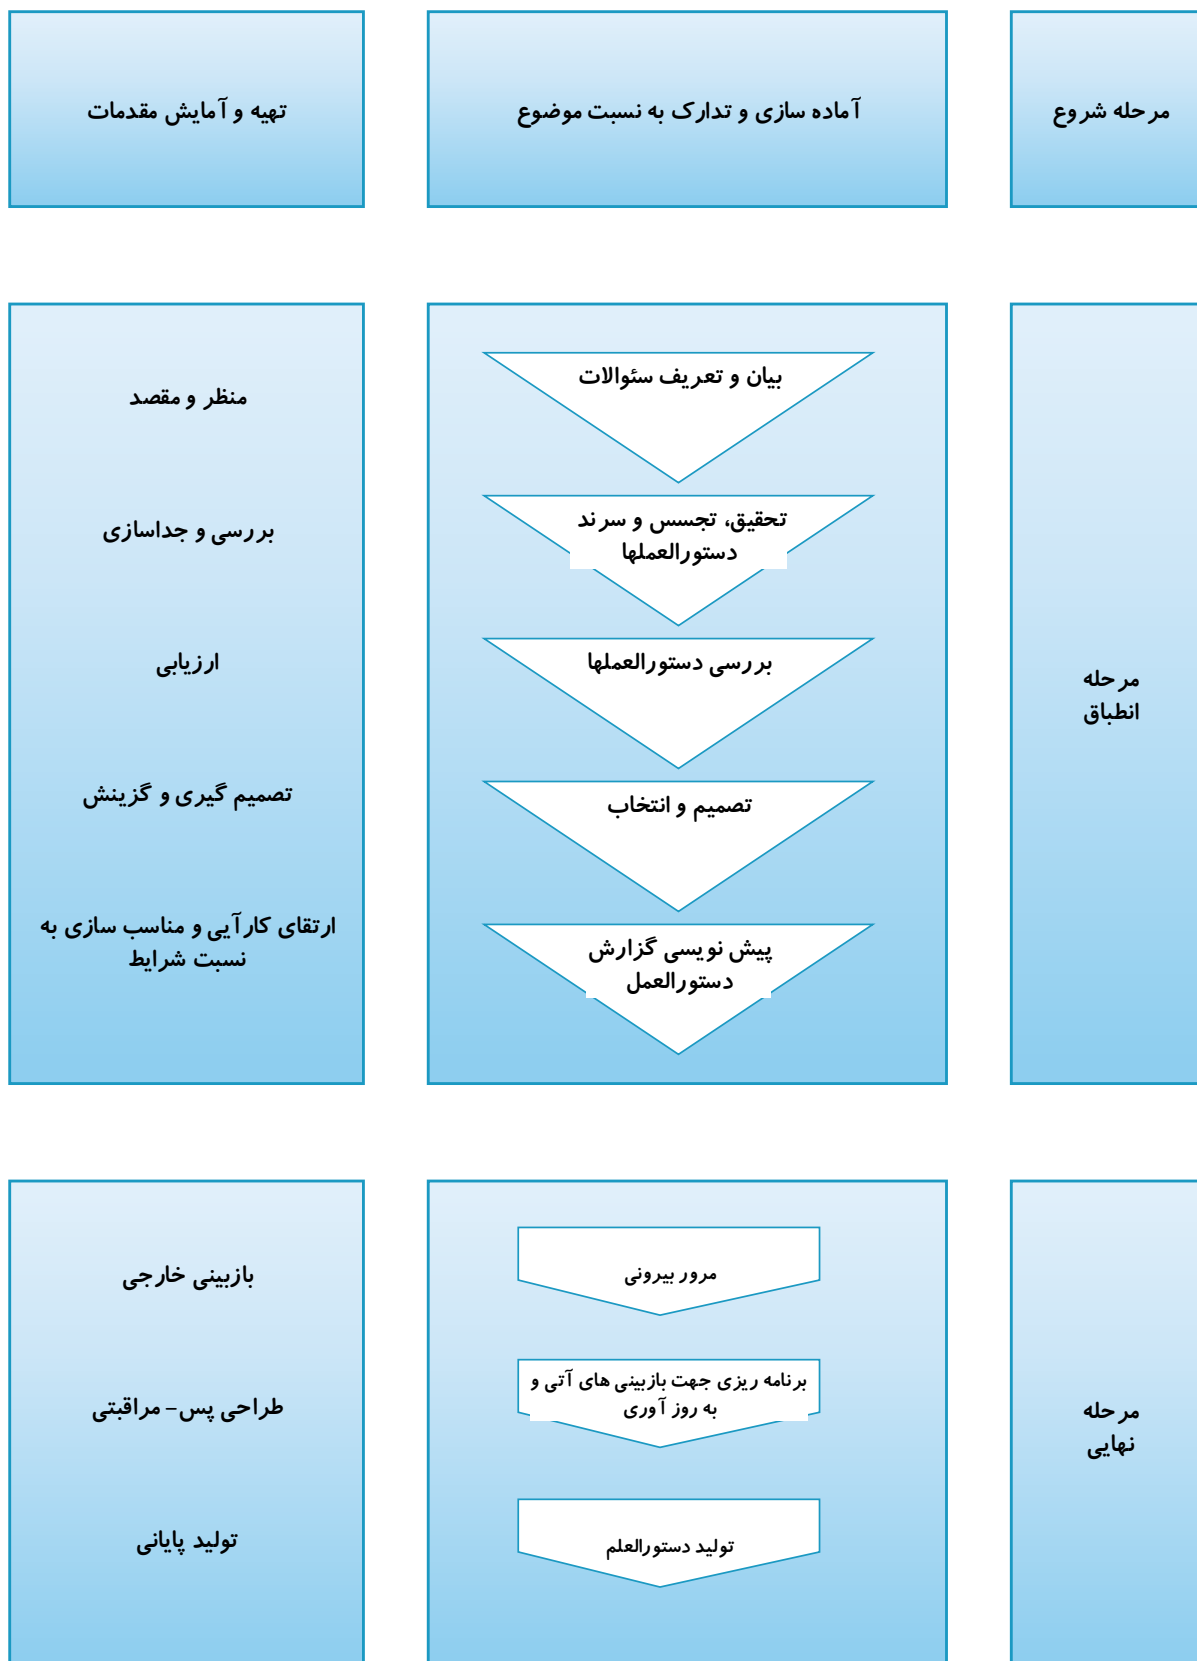 مرحله شروع
آماده سازی و تدارک به نسبت موضوع
تهیه و آمایش مقدمات
مرحله
انطباق
بیان و تعریف سئوالات
تحقیق، تجسس و سرند
دستورالعملها
بررسی دستورالعملها
تصمیم و انتخاب
پیش نویسی گزارش
دستورالعمل
منظر و مقصد
بررسی و جداسازی
ارزیابی
تصمیم گیری و گزینش
ارتقای کارآیی و مناسب سازی به
نسبت شرایط
مرحله
نهایی
مرور بیرونی
برنامه ریزی جهت بازبینی های آتی و
به روز آوری
تولید دستورالعلم
بازبینی خارجی
طراحی پس– مراقبتی
تولید پایانی